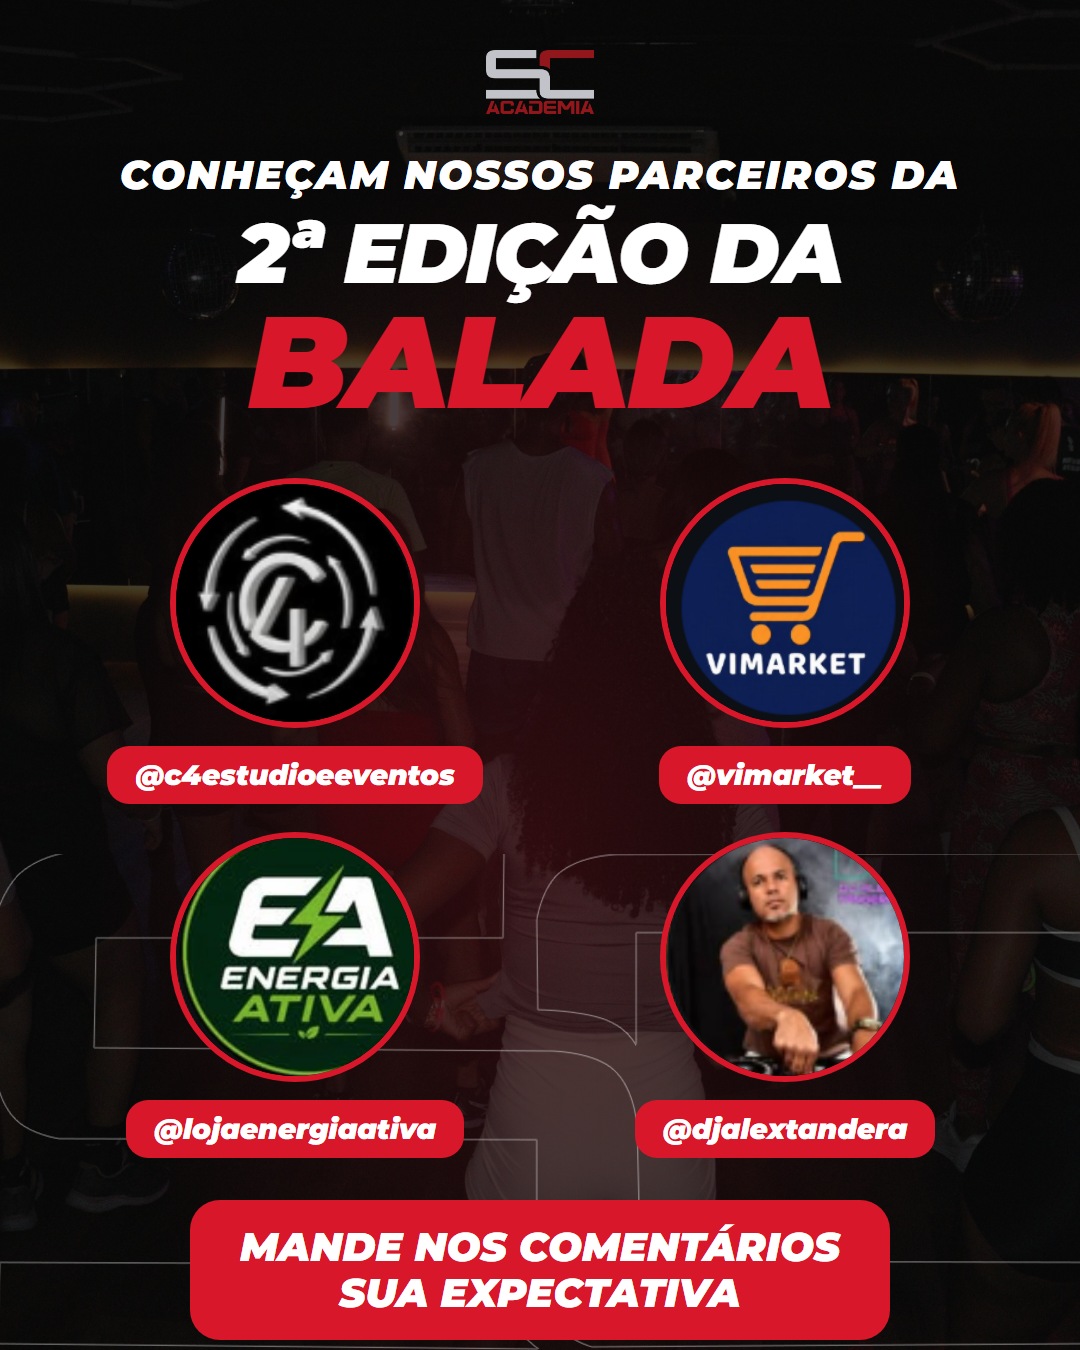 SC
ACADEMIA
CONHEÇAM NOSSOS PARCEIROS DA
2ª EDIÇÃO DA
BALADA
C4
VIMARKET
@c4estudioeeventos
@vimarket__
EA
ENERGIA
ATIVA
@lojaenergiaativa
@djalextandera
MANDE NOS COMENTÁRIOS
SUA EXPECTATIVA